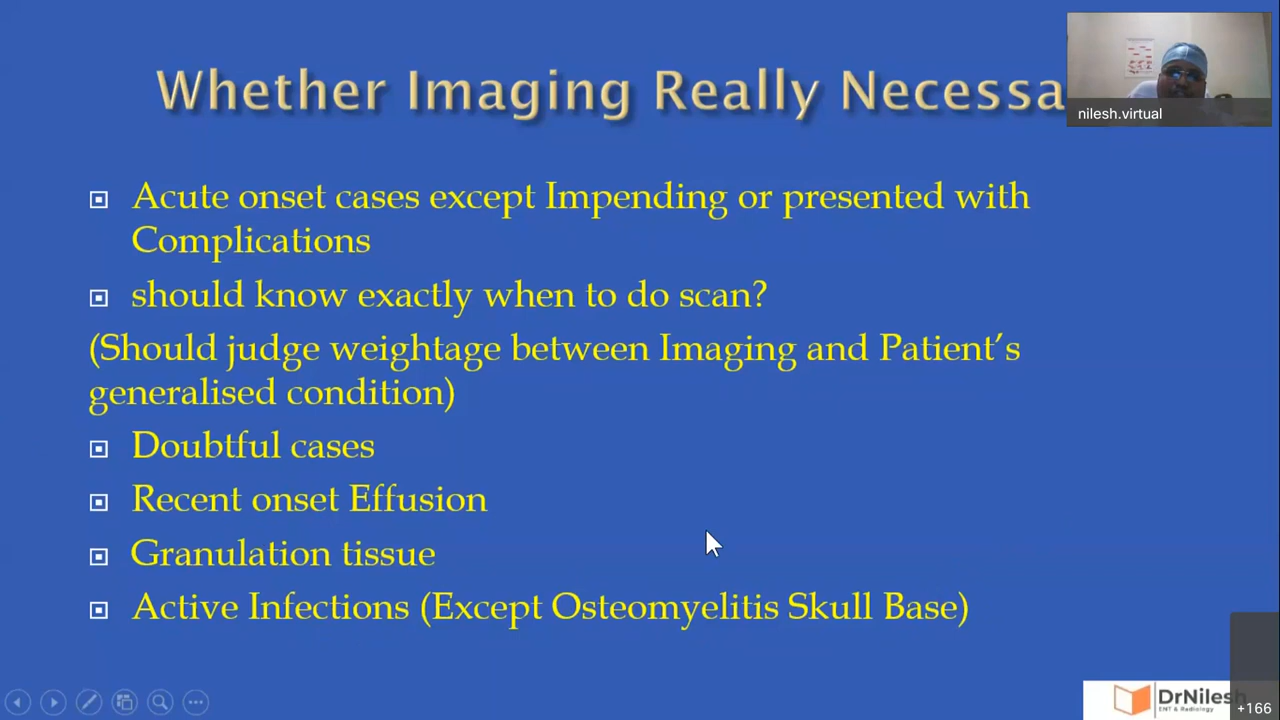 Whether Imaging Really Necessa
nilesh.virtual
Acute onset cases except Impending or presented with
Complications
should know exactly when to do scan?
(Should judge weightage between Imaging and Patient's
generalised condition)
Doubtful cases
Recent onset Effusion
Granulation tissue
Active Infections (Except Osteomyelitis Skull Base)
DrNilesh
ENT & Radiology
+166